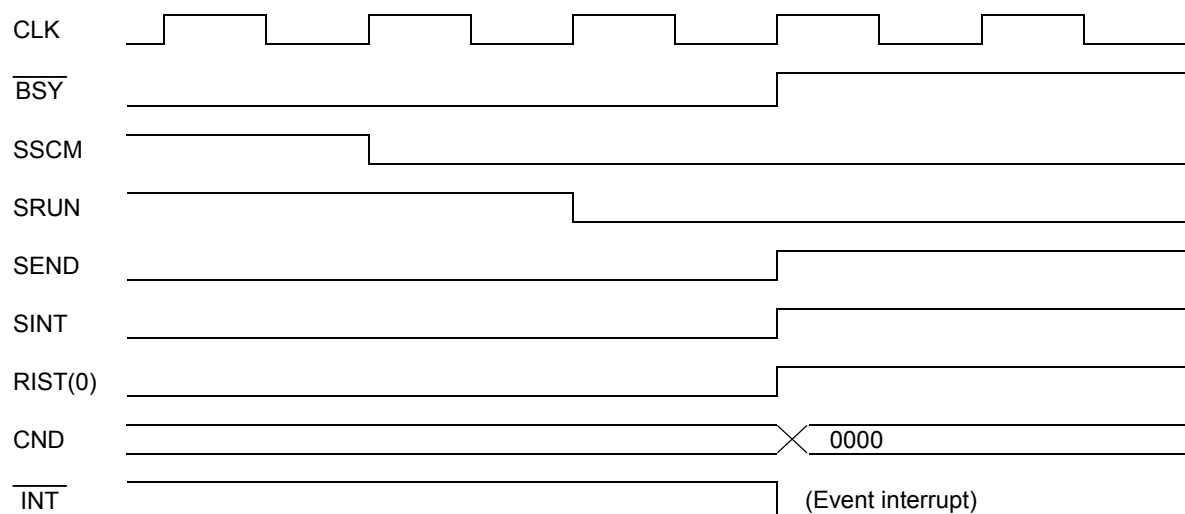 CLK
BSY
SSCM
SRUN
SEND
SINT
RIST(0)
CND 0000
INT (Event interrupt)